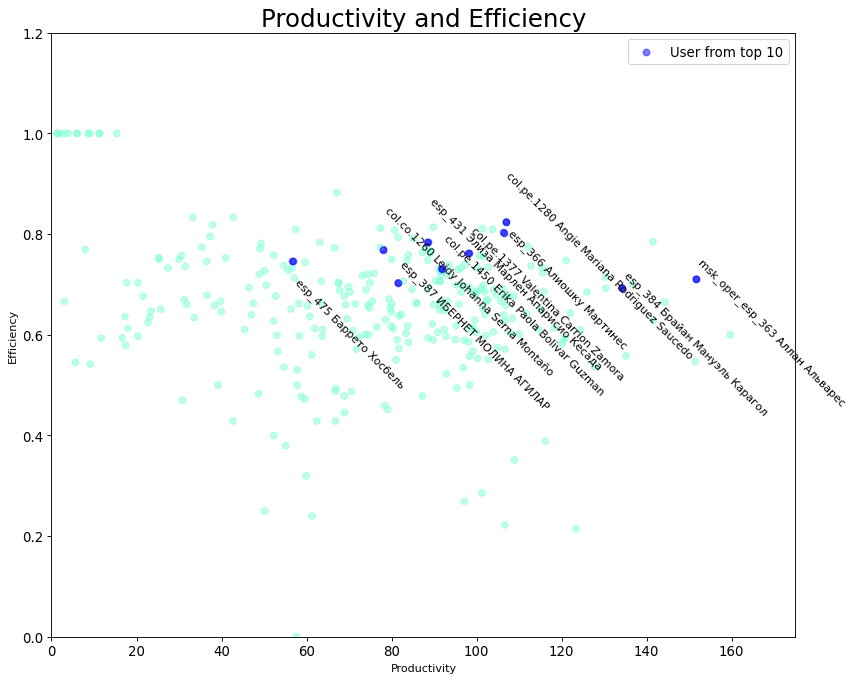 Productivity and Efficiency
User from top 10
Efficiency
1.2
1.0
0.8
0.6
0.4
0.2
0.0
esp_475 Баррето Хосбель
col.co.1260 Leidy Johanna Serna Montaño
esp_387 ИБЕРНЕТ МОЛИНА АГИЛАР
esp_431 Элиза Марлен Апарисио Кесада
col.pe.1450 Erika Paola Bolivar Guzman
col.pe.1377 Valentina Carrion Zamora
esp_366 Алиошку Мартинес
col.pe.1280 Angie Mariana Rodriguez Saucedo
esp_384 Брайан Мануэль Карагол
msk_oper_esp_363 Аллан Альварес
0
20
40
60
80
100
120
140
160
Productivity